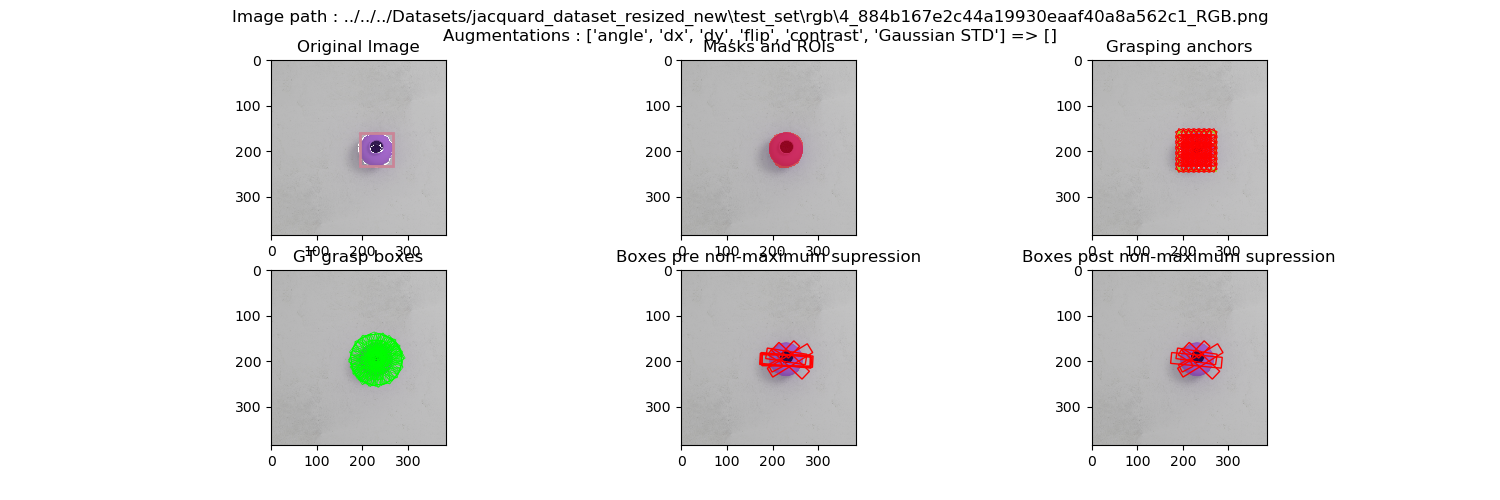 Image path : ../../../Datasets/jacquard_dataset_resized_new\test_set\rgb\4_884b167e2c44a19930eaaf40a8a562c1_RGB.png
Augmentations : ['angle', 'dx', 'dy', 'flip', 'contrast', 'Gaussian STD'] => []
Original Image
Masks and ROIs
Grasping anchors
0
100
200
300
0 100 200 300
0
100
200
300
0 100 200 300
0
100
200
300
0 100 200 300
GT grasp boxes
Boxes pre non-maximum supression
Boxes post non-maximum supression
0
100
200
300
0 100 200 300
0
100
200
300
0 100 200 300
0
100
200
300
0 100 200 300